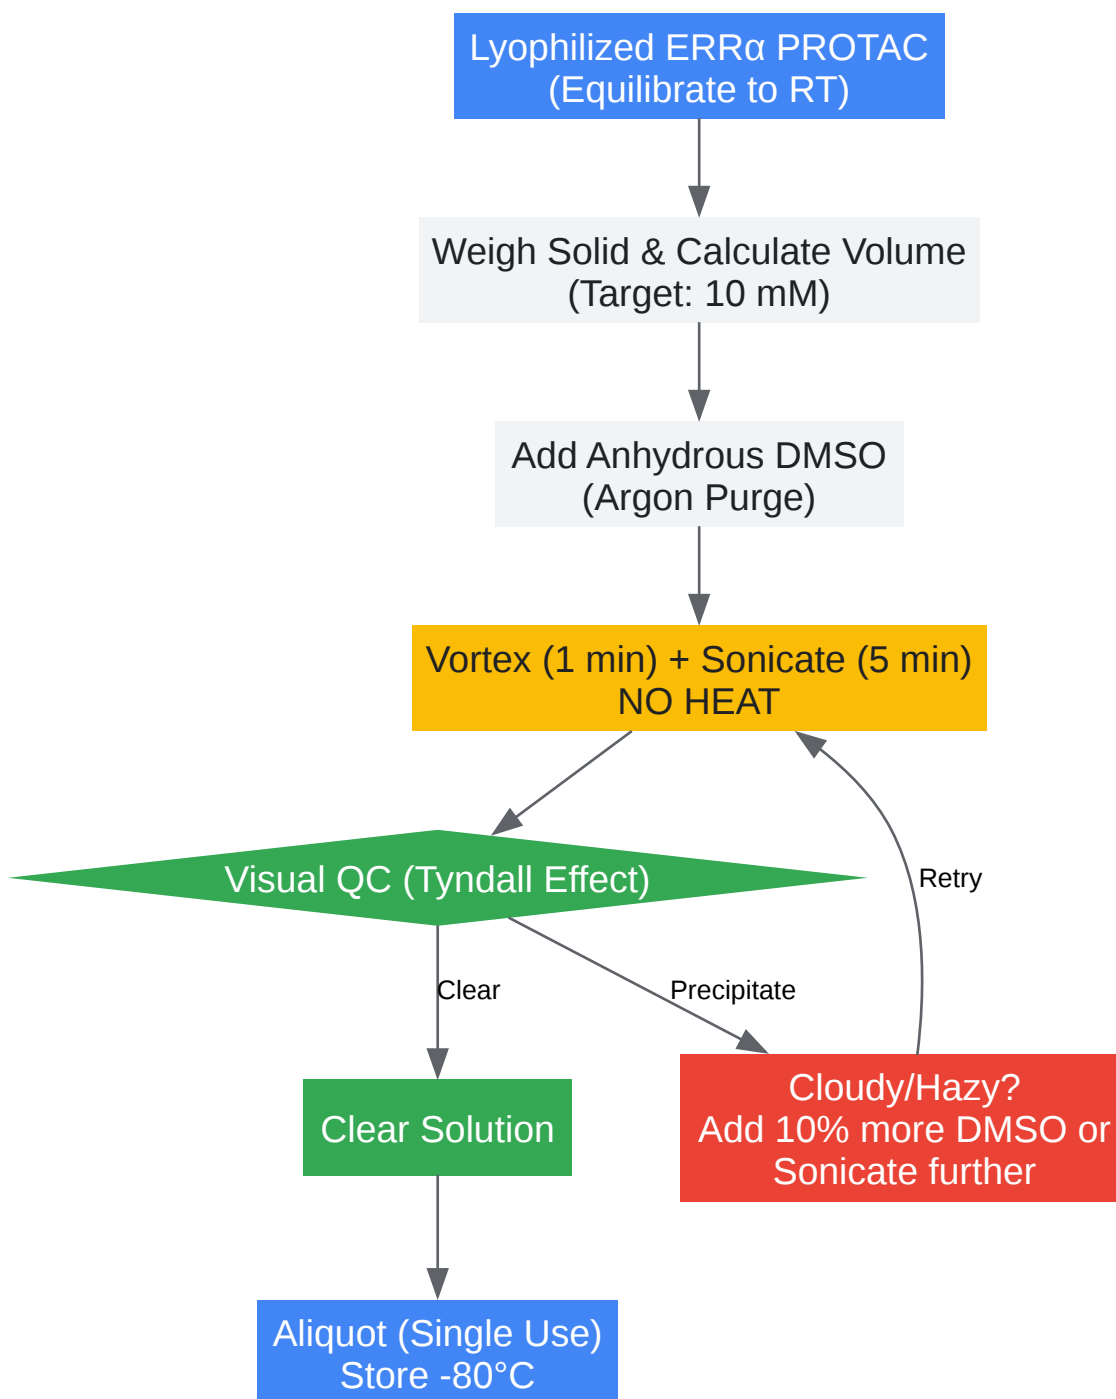 Lyophilized ERRα PROTAC
(Equilibrate to RT)
Weigh Solid & Calculate Volume
(Target: 10 mM)
Add Anhydrous DMSO
(Argon Purge)
Vortex (1 min) + Sonicate (5 min)
NO HEAT
Visual QC (Tyndall Effect)
Retry
Clear
Precipitate
Clear Solution
Cloudy/Hazy?
Add 10% more DMSO or
Sonicate further
Aliquot (Single Use)
Store -80°C